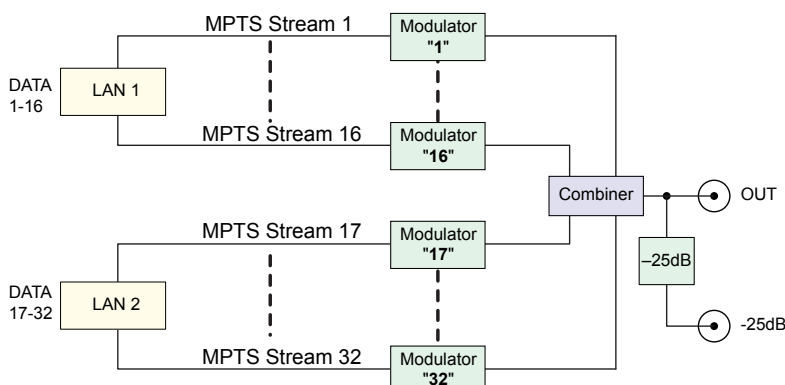 MPTS Stream 1
Modulator
"1"
DATA
1-16
LAN 1
MPTS Stream 16
Modulator
"16"
Combiner
OUT
MPTS Stream 17
Modulator
"17"
–25dB
DATA
17-32
LAN 2
-25dB
MPTS Stream 32
Modulator
"32"